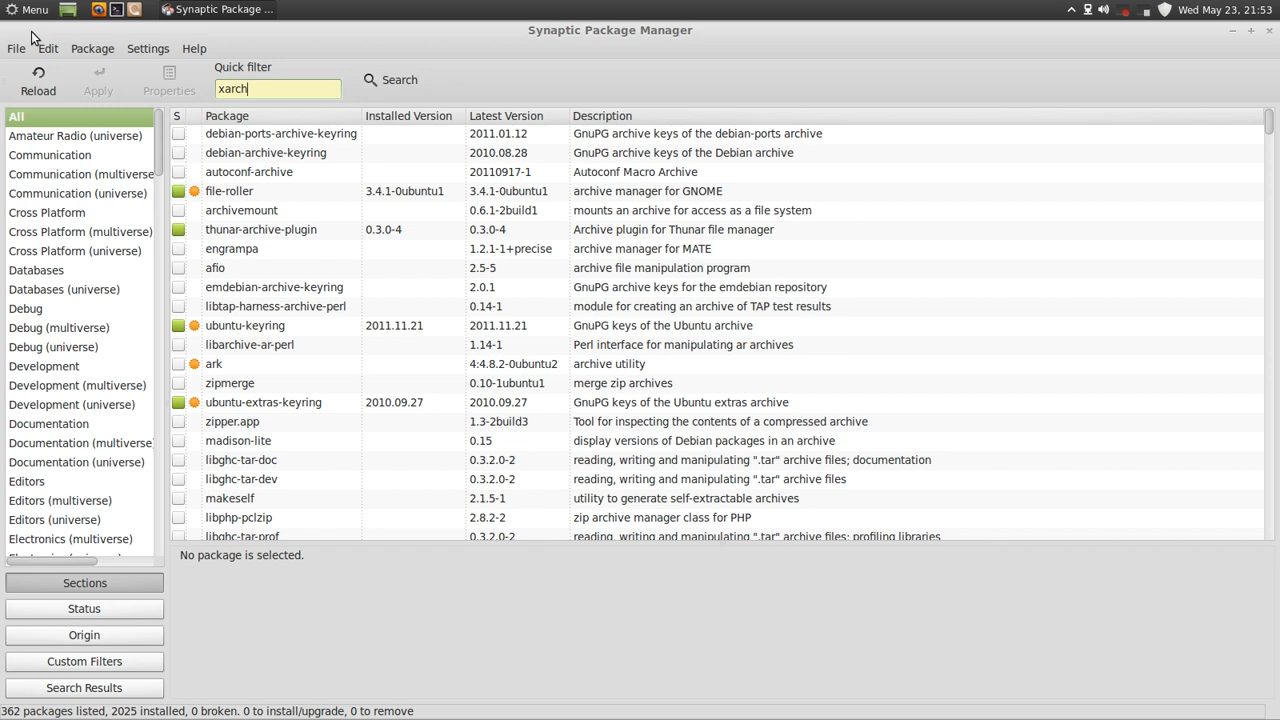 Menu
Synaptic Package ...
Wed May 23, 21:53
Synaptic Package Manager
File Edit Package Settings Help
Quick filter
Reload Apply Properties xarch Search
All
Amateur Radio (universe)
Communication
Communication (multiverse
Communication (universe)
Cross Platform
Cross Platform (multiverse)
Cross Platform (universe)
Databases
Databases (universe)
Debug
Debug (multiverse)
Debug (universe)
Development
Development (multiverse)
Development (universe)
Documentation
Documentation (multiverse
Documentation (universe)
Editors
Editors (multiverse)
Editors (universe)
Electronics (multiverse)
S Package Installed Version Latest Version Description
debian-ports-archive-keyring 2011.01.12 GnuPG archive keys of the debian-ports archive
debian-archive-keyring 2010.08.28 GnuPG archive keys of the Debian archive
autoconf-archive 20110917-1 Autoconf Macro Archive
file-roller 3.4.1-0ubuntu1 3.4.1-0ubuntu1 archive manager for GNOME
archivemount 0.6.1-2build1 mounts an archive for access as a file system
thunar-archive-plugin 0.3.0-4 0.3.0-4 Archive plugin for Thunar file manager
engrampa 1.2.1-1+precise archive manager for MATE
afio 2.5-5 archive file manipulation program
emdebian-archive-keyring 2.0.1 GnuPG archive keys for the emdebian repository
libtap-harness-archive-perl 0.14-1 module for creating an archive of TAP test results
ubuntu-keyring 2011.11.21 2011.11.21 GnuPG keys of the Ubuntu archive
libarchive-ar-perl 1.14-1 Perl interface for manipulating ar archives
ark 4:4.8.2-0ubuntu2 archive utility
zipmerge 0.10-1ubuntu1 merge zip archives
ubuntu-extras-keyring 2010.09.27 2010.09.27 GnuPG keys of the Ubuntu extras archive
zipper.app 1.3-2build3 Tool for inspecting the contents of a compressed archive
madison-lite 0.15 display versions of Debian packages in an archive
libghc-tar-doc 0.3.2.0-2 reading, writing and manipulating ".tar" archive files; documentation
libghc-tar-dev 0.3.2.0-2 reading, writing and manipulating ".tar" archive files
makeself 2.1.5-1 utility to generate self-extractable archives
libphp-pclzip 2.8.2-2 zip archive manager class for PHP
libghc-tar-prof 0.3.2.0-2 reading, writing and manipulating ".tar" archive files; profiling libraries
No package is selected.
Sections
Status
Origin
Custom Filters
Search Results
362 packages listed, 2025 installed, 0 broken. 0 to install/upgrade, 0 to remove